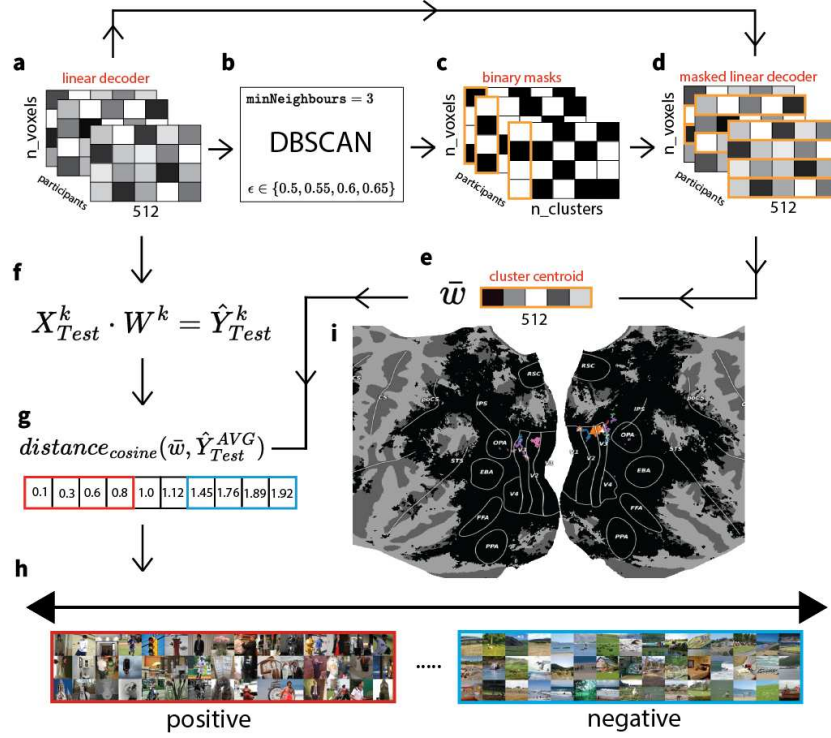 a
linear decoder
n_voxels
participants
512
b
minNeighbours = 3
DBSCAN
ϵ ∈ {0.5, 0.55, 0.6, 0.65}
c
binary masks
n_voxels
participants
n_clusters
d
masked linear decoder
n_voxels
participants
512
e
cluster centroid
w̄
512
f
X^k_Test · W^k = Ŷ^k_Test
g
distance_cosine(w̄, Ŷ^AVG_Test)
0.1 0.3 0.6 0.8 1.0 1.12 1.45 1.76 1.89 1.92
i
RSC RSC
IPS IPS
OPA OPA
STS STS
EBA EBA
V1 V2
V2
V4 V4
FFA FFA
PPA PPA
h
.....
positive
negative